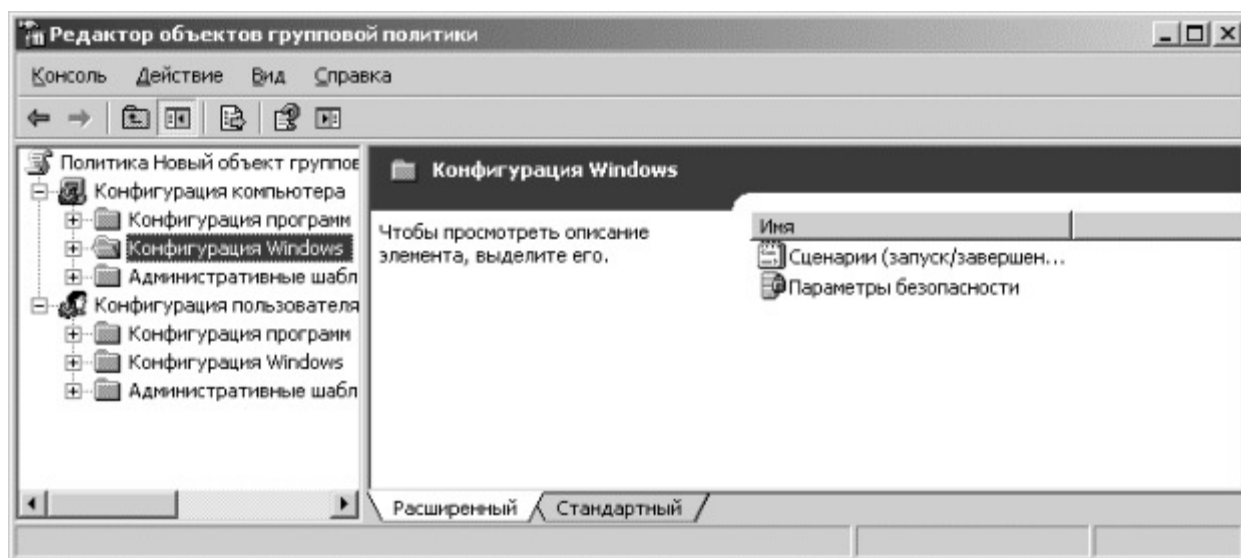 Редактор объектов групповой политики
Консоль Действие Вид Справка
Политика Новый объект группов
Конфигурация компьютера
Конфигурация программ
Конфигурация Windows
Административные шабл
Конфигурация пользователя
Конфигурация программ
Конфигурация Windows
Административные шабл
Конфигурация Windows
Чтобы просмотреть описание
элемента, выделите его.
Имя
Сценарии (запуск/завершен...
Параметры безопасности
Расширенный Стандартный